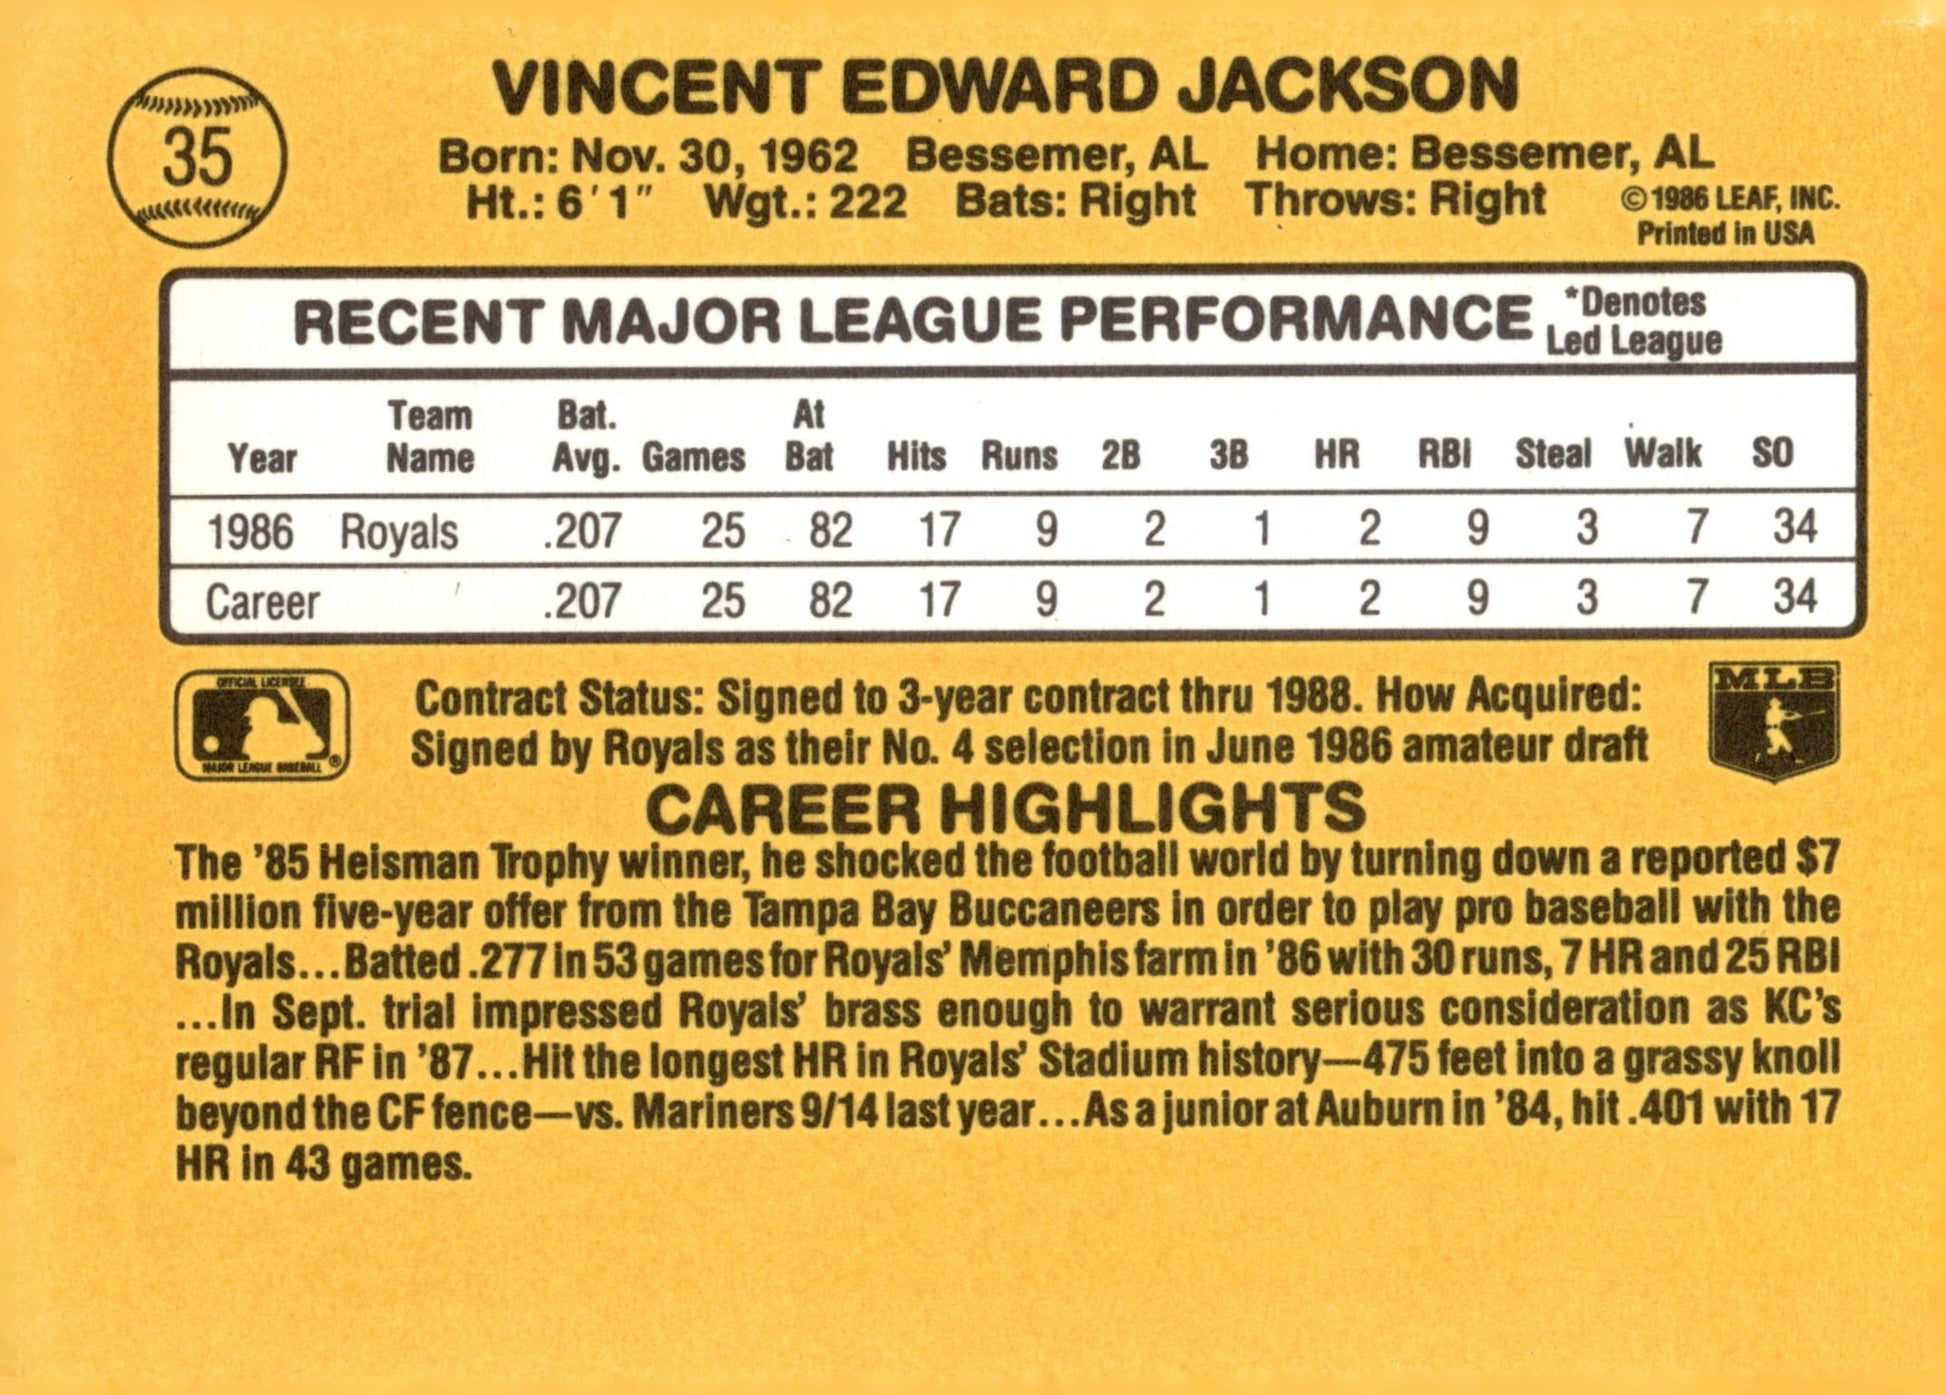 35
VINCENT EDWARD JACKSON
Born: Nov. 30, 1962 Bessemer, AL Home: Bessemer, AL
Ht.: 6'1" Wgt.: 222 Bats: Right Throws: Right
©1986 LEAF, INC.
Printed in USA
RECENT MAJOR LEAGUE PERFORMANCE *Denotes
Led League
Year Team Name Bat. Avg. Games At Bat Hits Runs 2B 3B HR RBI Steal Walk SO
1986 Royals .207 25 82 17 9 2 1 2 9 3 7 34
Career .207 25 82 17 9 2 1 2 9 3 7 34
OFFICIAL LICENSEE
MAJOR LEAGUE BASEBALL ®
Contract Status: Signed to 3-year contract thru 1988. How Acquired:
Signed by Royals as their No. 4 selection in June 1986 amateur draft
MLB
CAREER HIGHLIGHTS
The '85 Heisman Trophy winner, he shocked the football world by turning down a reported $7
million five-year offer from the Tampa Bay Buccaneers in order to play pro baseball with the
Royals...Batted .277 in 53 games for Royals' Memphis farm in '86 with 30 runs, 7 HR and 25 RBI
...In Sept. trial impressed Royals' brass enough to warrant serious consideration as KC's
regular RF in '87...Hit the longest HR in Royals' Stadium history—475 feet into a grassy knoll
beyond the CF fence—vs. Mariners 9/14 last year...As a junior at Auburn in '84, hit .401 with 17
HR in 43 games.